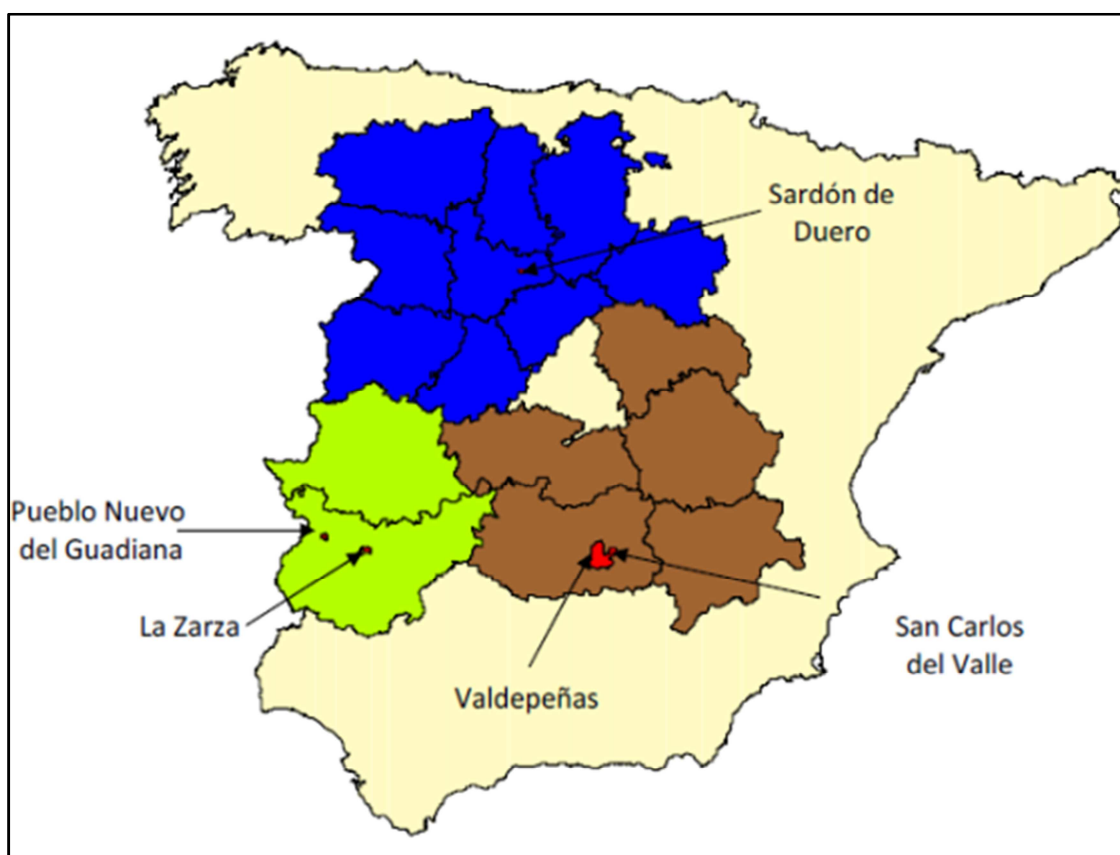 Sardón de
Duero
Pueblo Nuevo
del Guadiana
La Zarza
San Carlos
del Valle
Valdepeñas